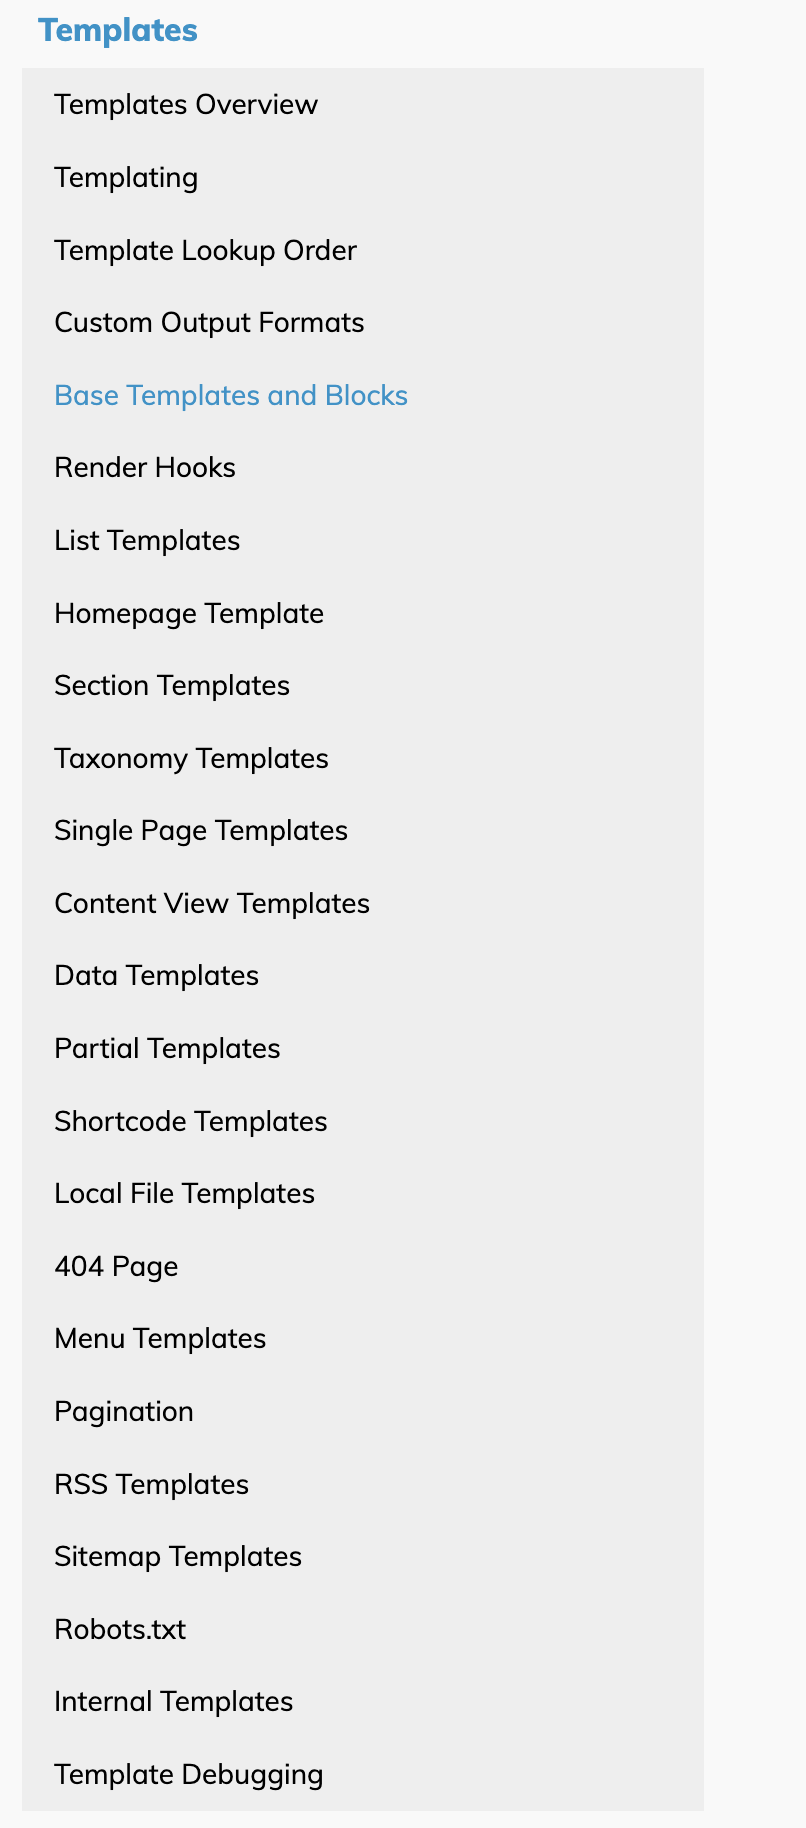 Templates
Templates Overview
Templating
Template Lookup Order
Custom Output Formats
Base Templates and Blocks
Render Hooks
List Templates
Homepage Template
Section Templates
Taxonomy Templates
Single Page Templates
Content View Templates
Data Templates
Partial Templates
Shortcode Templates
Local File Templates
404 Page
Menu Templates
Pagination
RSS Templates
Sitemap Templates
Robots.txt
Internal Templates
Template Debugging